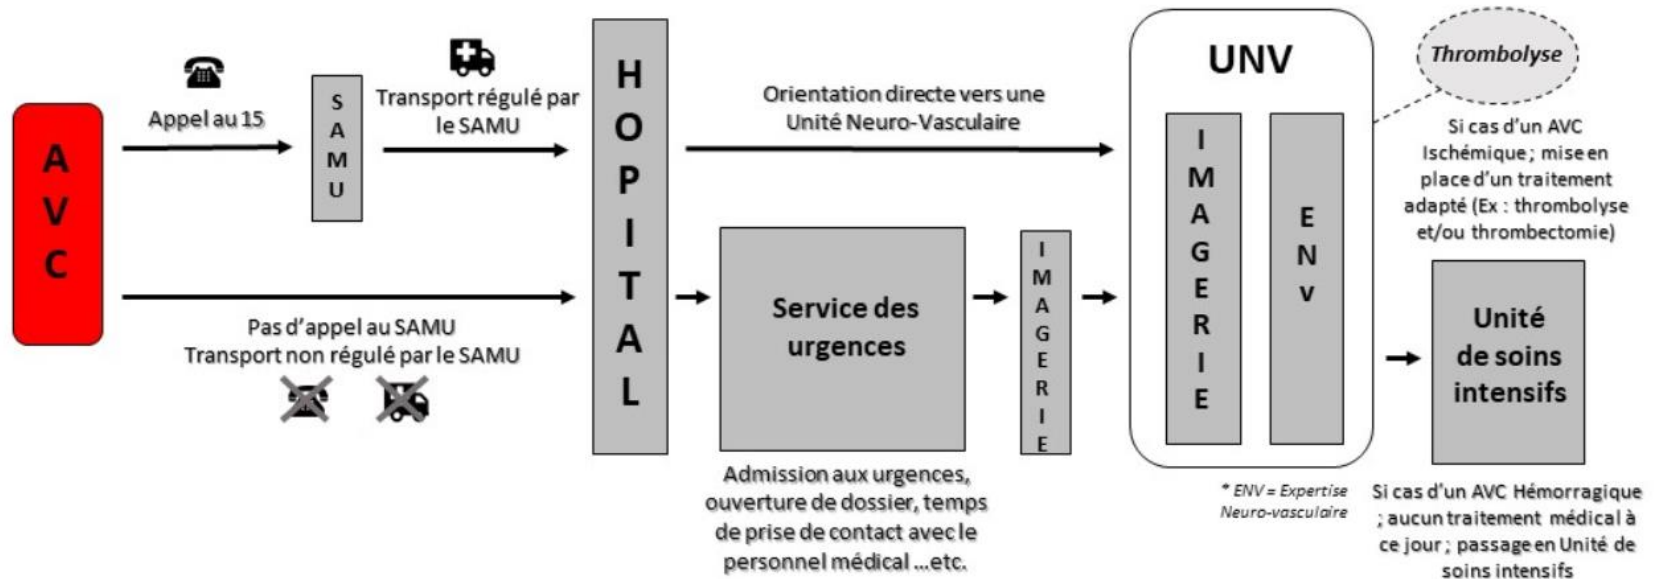 AVC
Appel au 15
SAMU
Transport régulé par
le SAMU
Pas d'appel au SAMU
Transport non régulé par le SAMU
HOPITAL
Orientation directe vers une
Unité Neuro-Vasculaire
Service des
urgences
Admission aux urgences,
ouverture de dossier, temps
de prise de contact avec le
personnel médical ...etc.
IMAGERIE
UNV
IMAGERIE
ENv
* ENV = Expertise
Neuro-vasculaire
Thrombolyse
Si cas d'un AVC
Ischémique ; mise en
place d'un traitement
adapté (Ex : thrombolyse
et/ou thrombectomie)
Unité
de soins
intensifs
Si cas d'un AVC Hémorragique
; aucun traitement médical à
ce jour ; passage en Unité de
soins intensifs